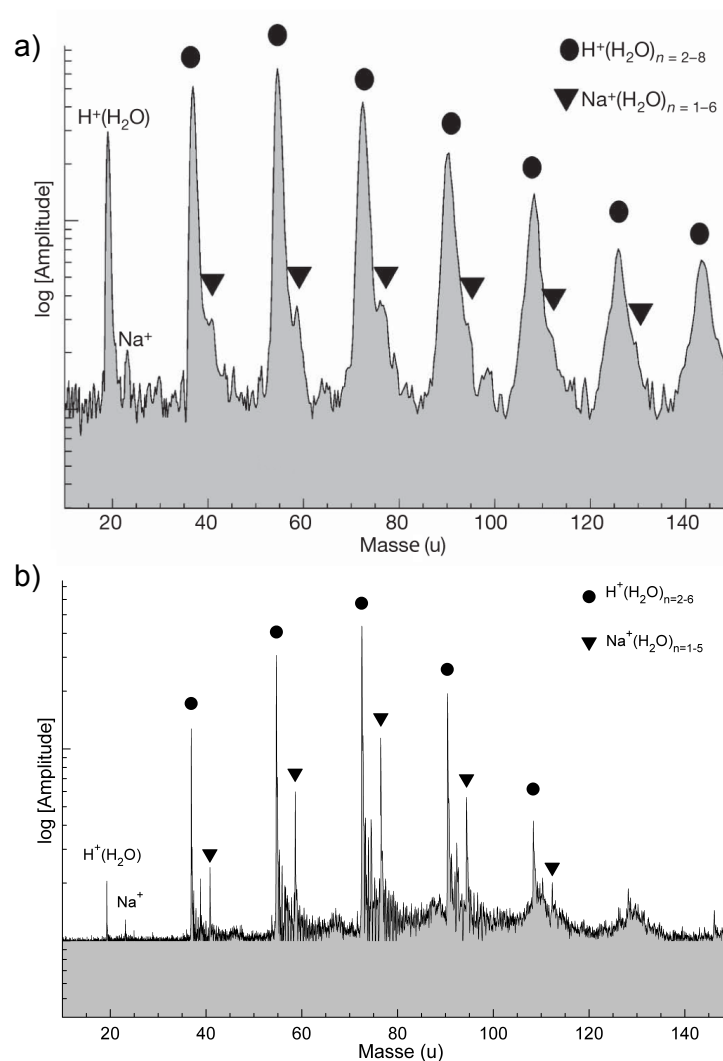 a)
H⁺(H₂O)n = 2–8
Na⁺(H₂O)n = 1–6
H⁺(H₂O)
Na⁺
log [Amplitude]
20 40 60 80 100 120 140
Masse (u)
b)
H⁺(H₂O)n=2-6
Na⁺(H₂O)n=1-5
H⁺(H₂O)
Na⁺
log [Amplitude]
20 40 60 80 100 120 140
Masse (u)